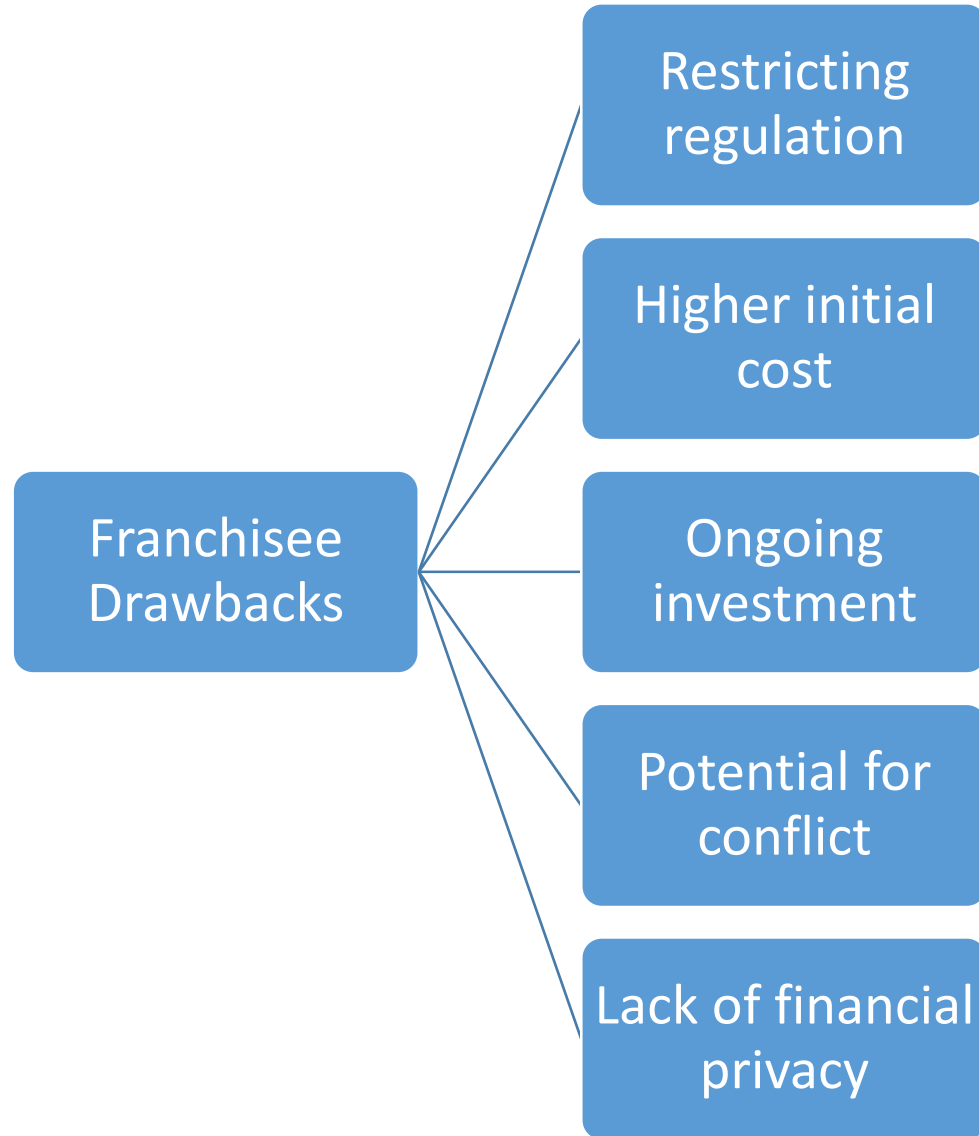 Restricting
regulation
Higher initial
cost
Franchisee
Drawbacks
Ongoing
investment
Potential for
conflict
Lack of financial
privacy